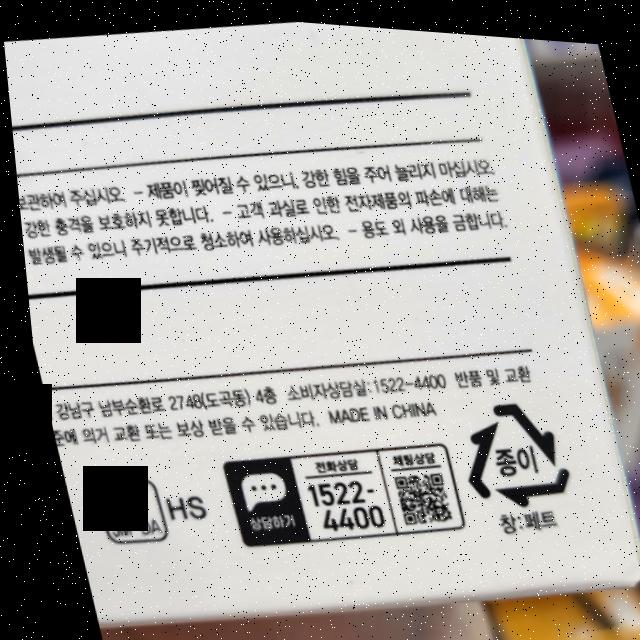 보관하여 주십시오. - 제품이 찢어질 수 있으니, 강한 힘을 주어 늘리지 마십시오.
강한 충격을 보호하지 못합니다. - 고객 과실로 인한 전자제품의 파손에 대해는
발생될 수 있으니 주기적으로 청소하여 사용하십시오. - 용도 외 사용을 금합니다.
강남구 남부순환로 2748(도곡동) 4층 소비자상담실:1522-4400 반품 및 교환
의거 교환 또는 보상 받을 수 있습니다. MADE IN CHINA
HS
상담하기
전화상담
1522-
4400
채팅상담
종이
창:페트